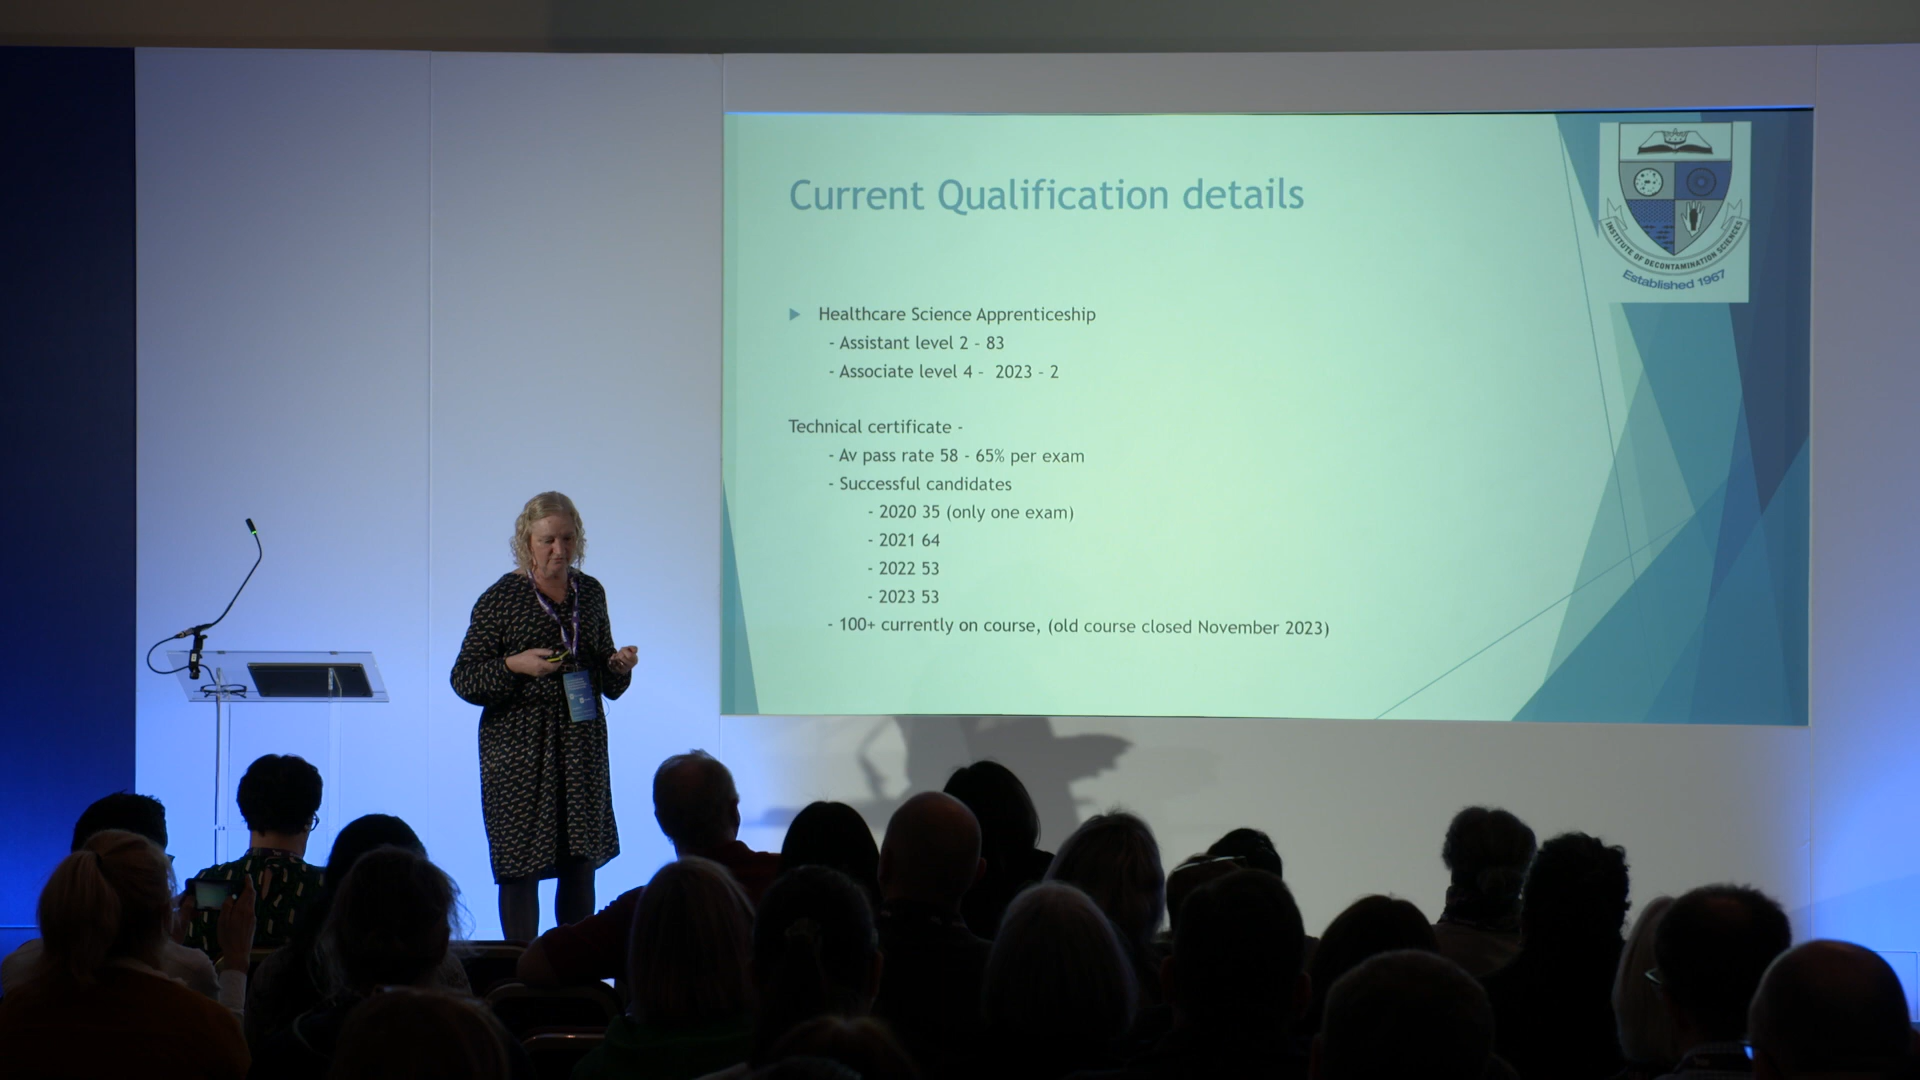 Current Qualification details
Healthcare Science Apprenticeship
- Assistant level 2 - 83
- Associate level 4 -  2023 - 2
Technical certificate -
- Av pass rate 58 - 65% per exam
- Successful candidates
- 2020 35 (only one exam)
- 2021 64
- 2022 53
- 2023 53
- 100+ currently on course, (old course closed November 2023)
INSTITUTE OF DECONTAMINATION SCIENCES
Established 1967